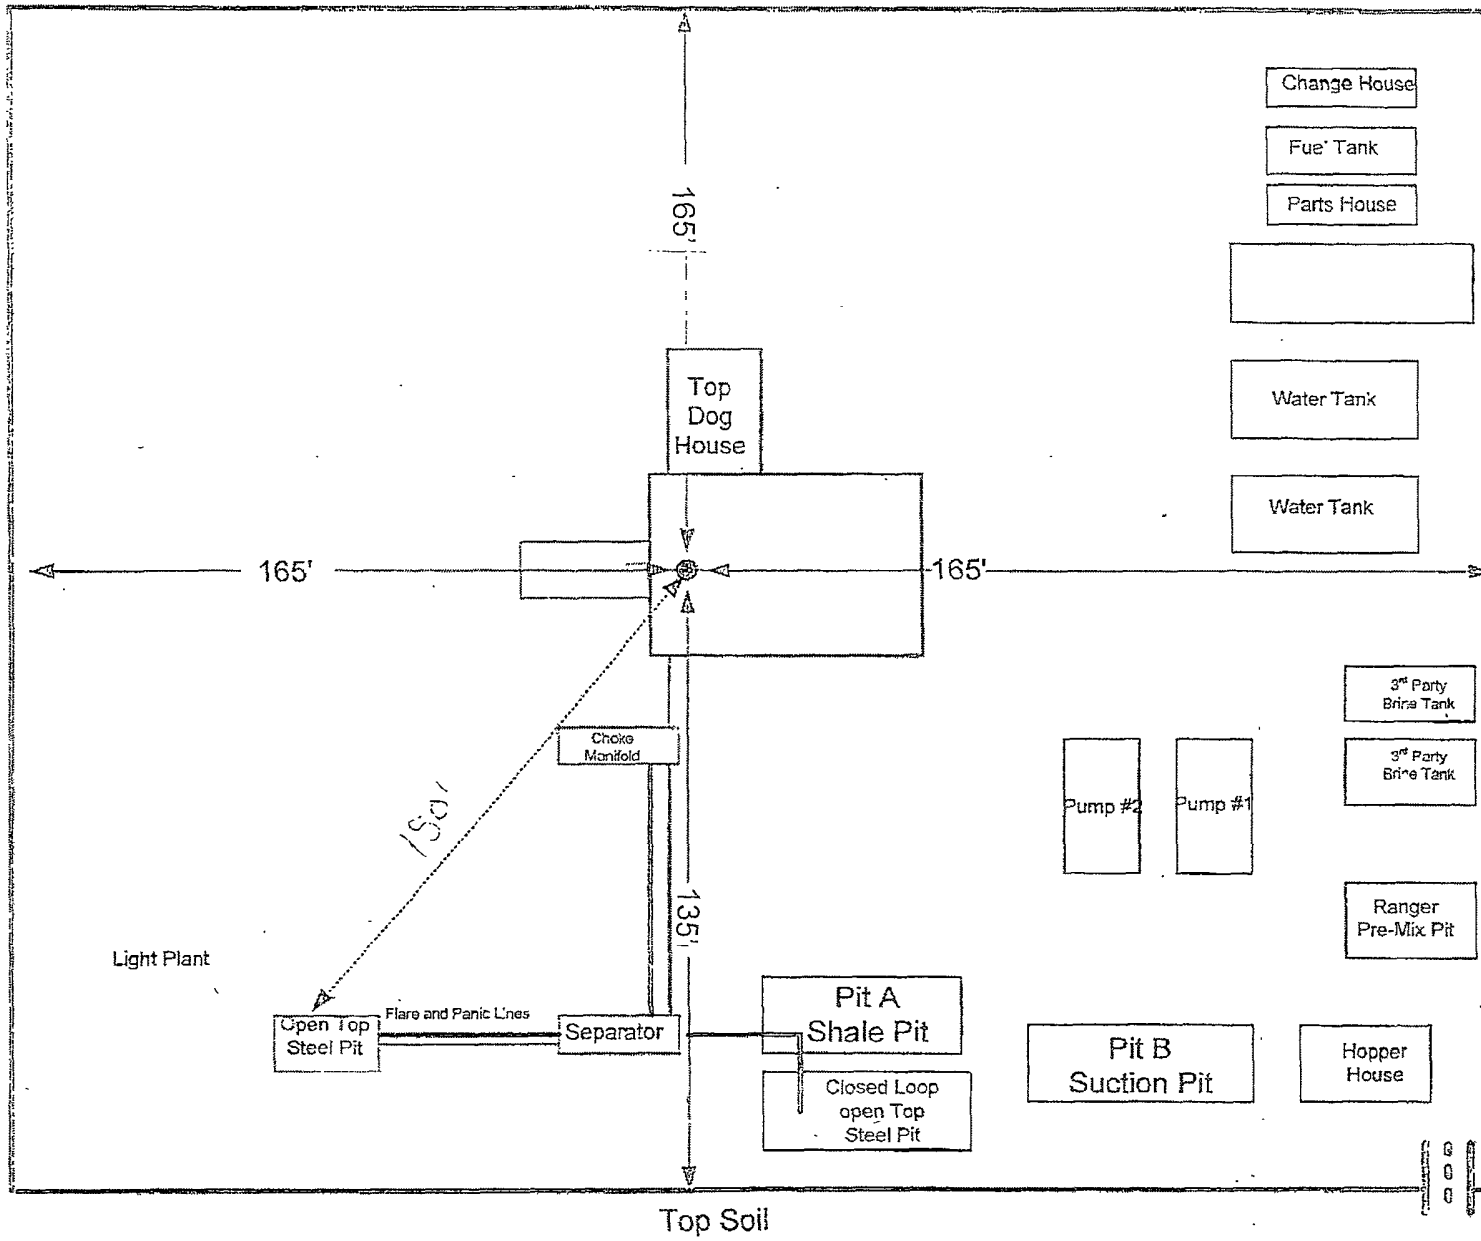 Change House
Fue' Tank
Parts House
165'
Top
Dog
House
Water Tank
Water Tank
165'
165'
3rd Party
Brine Tank
Choke
Manifold
3rd Party
Brine Tank
Pump #2
Pump #1
150'
135'
Ranger
Pre-Mix Pit
Light Plant
Pit A
Shale Pit
Flare and Panic Lines
Open Top
Steel Pit
Separator
Pit B
Suction Pit
Hopper
House
Closed Loop
open Top
Steel Pit
Top Soil